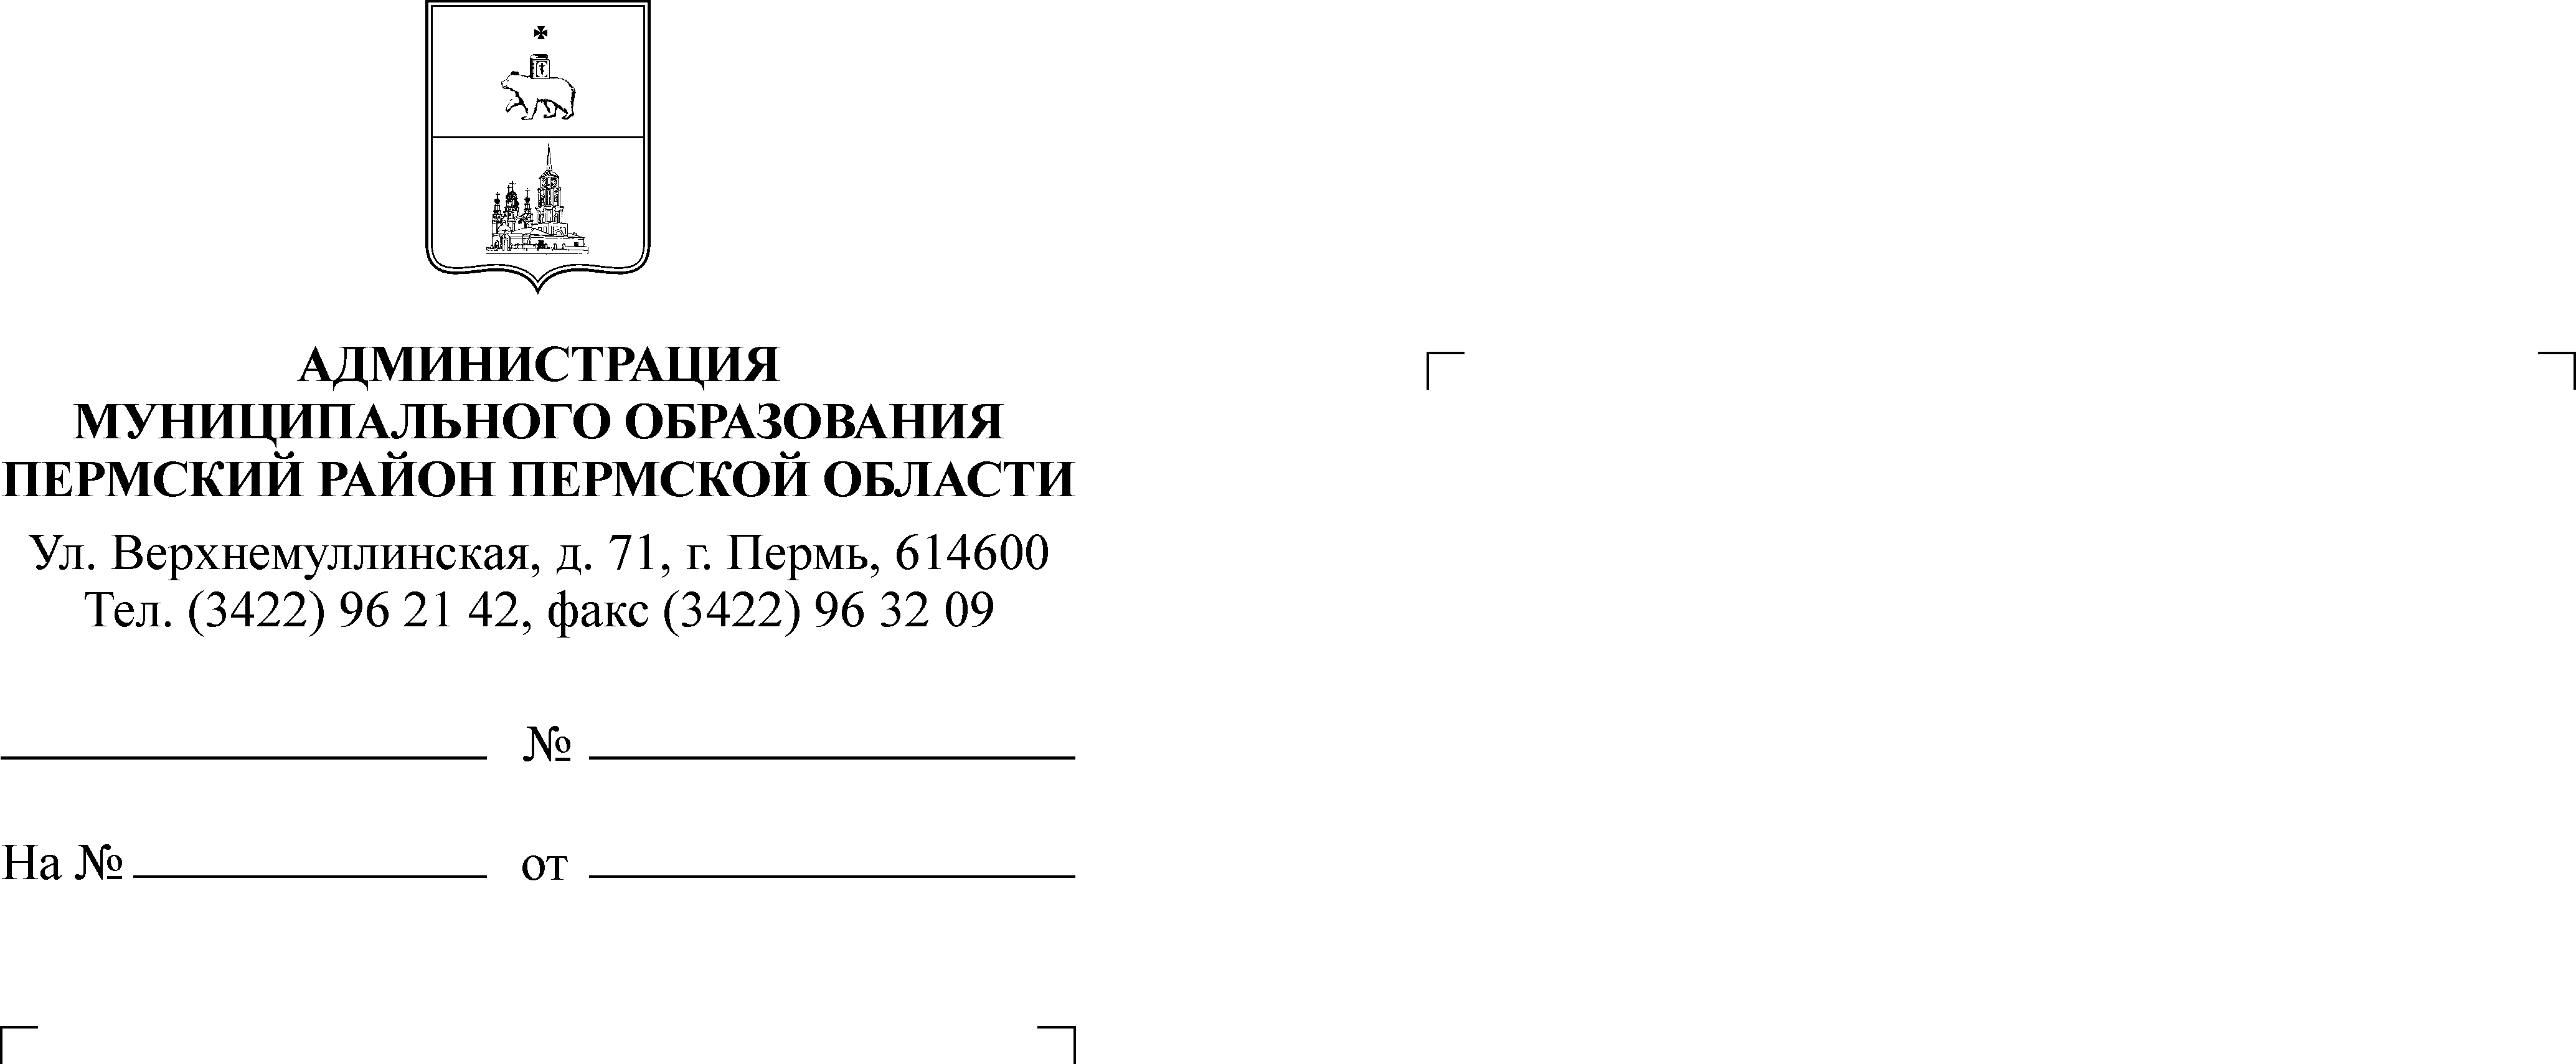 АДМИНИСТРАЦИЯ
МУНИЦИПАЛЬНОГО ОБРАЗОВАНИЯ
ПЕРМСКИЙ РАЙОН ПЕРМСКОЙ ОБЛАСТИ
Ул. Верхнемуллинская, д. 71, г. Пермь, 614600
Тел. (3422) 96 21 42, факс (3422) 96 32 09
№
На № от